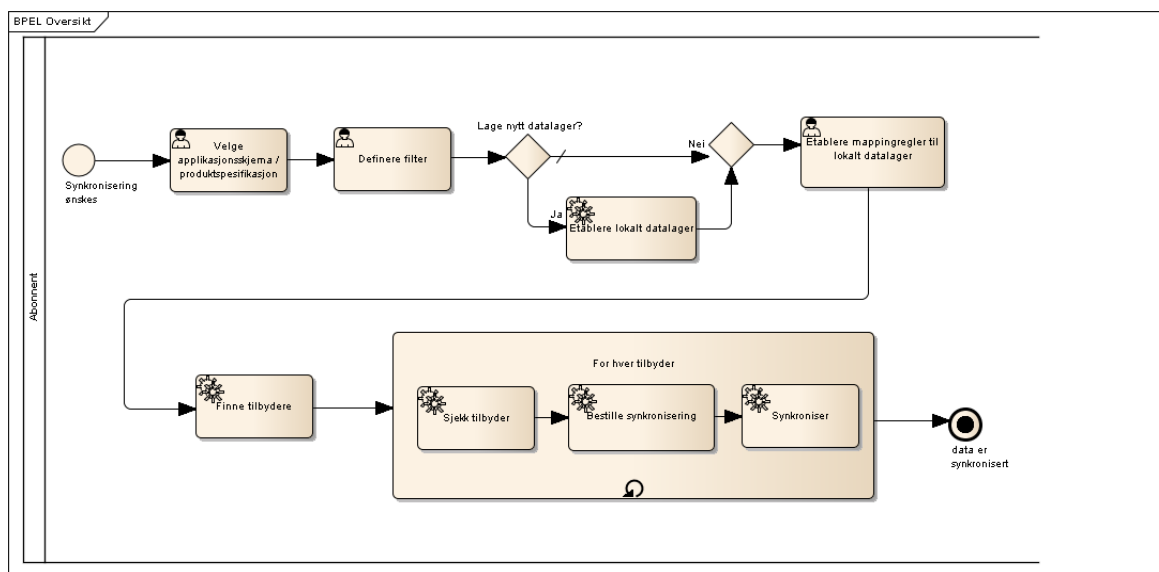 BPEL Oversikt
Abonnent
Synkronisering
ønskes
Velge
applikasjonsskjema /
produktspesifikasjon
Definere filter
Lage nytt datalager?
Nei
Ja
Etablere lokalt datalager
Etablere mappingregler til
lokalt datalager
Finne tilbydere
For hver tilbyder
Sjekk tilbyder
Bestille synkronisering
Synkroniser
data er
synkronisert